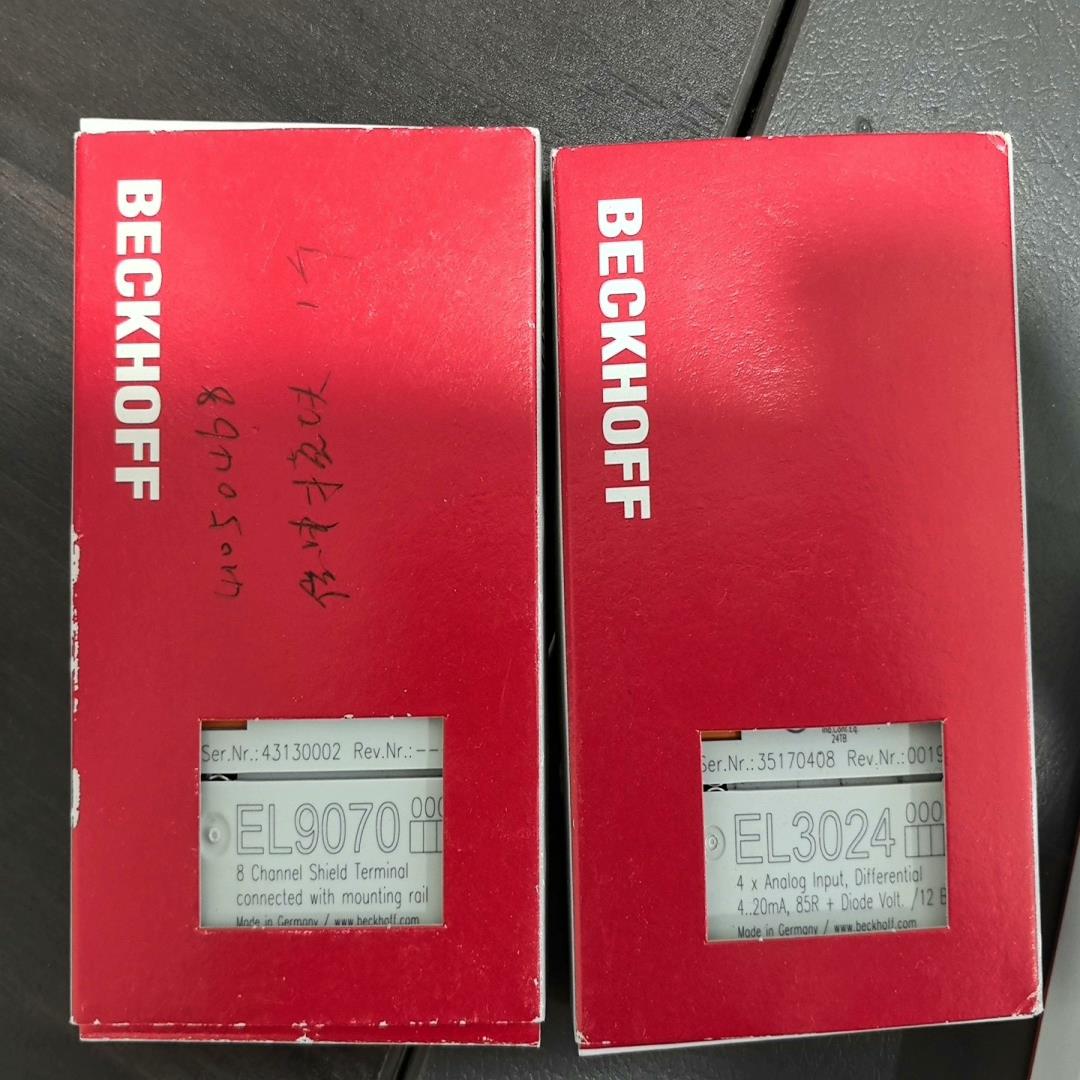 BECKHOFF
Ser.Nr.: 43130002 Rev.Nr.:--
EL9070
8 Channel Shield Terminal
connected with mounting rail
Made in Germany / www.beckhoff.com
BECKHOFF
24TB
Ser.Nr.: 35170408 Rev.Nr.:0019
EL3024
4 x Analog Input, Differential
4..20mA, 85R + Diode Volt. /12 B
Made in Germany / www.beckhoff.com